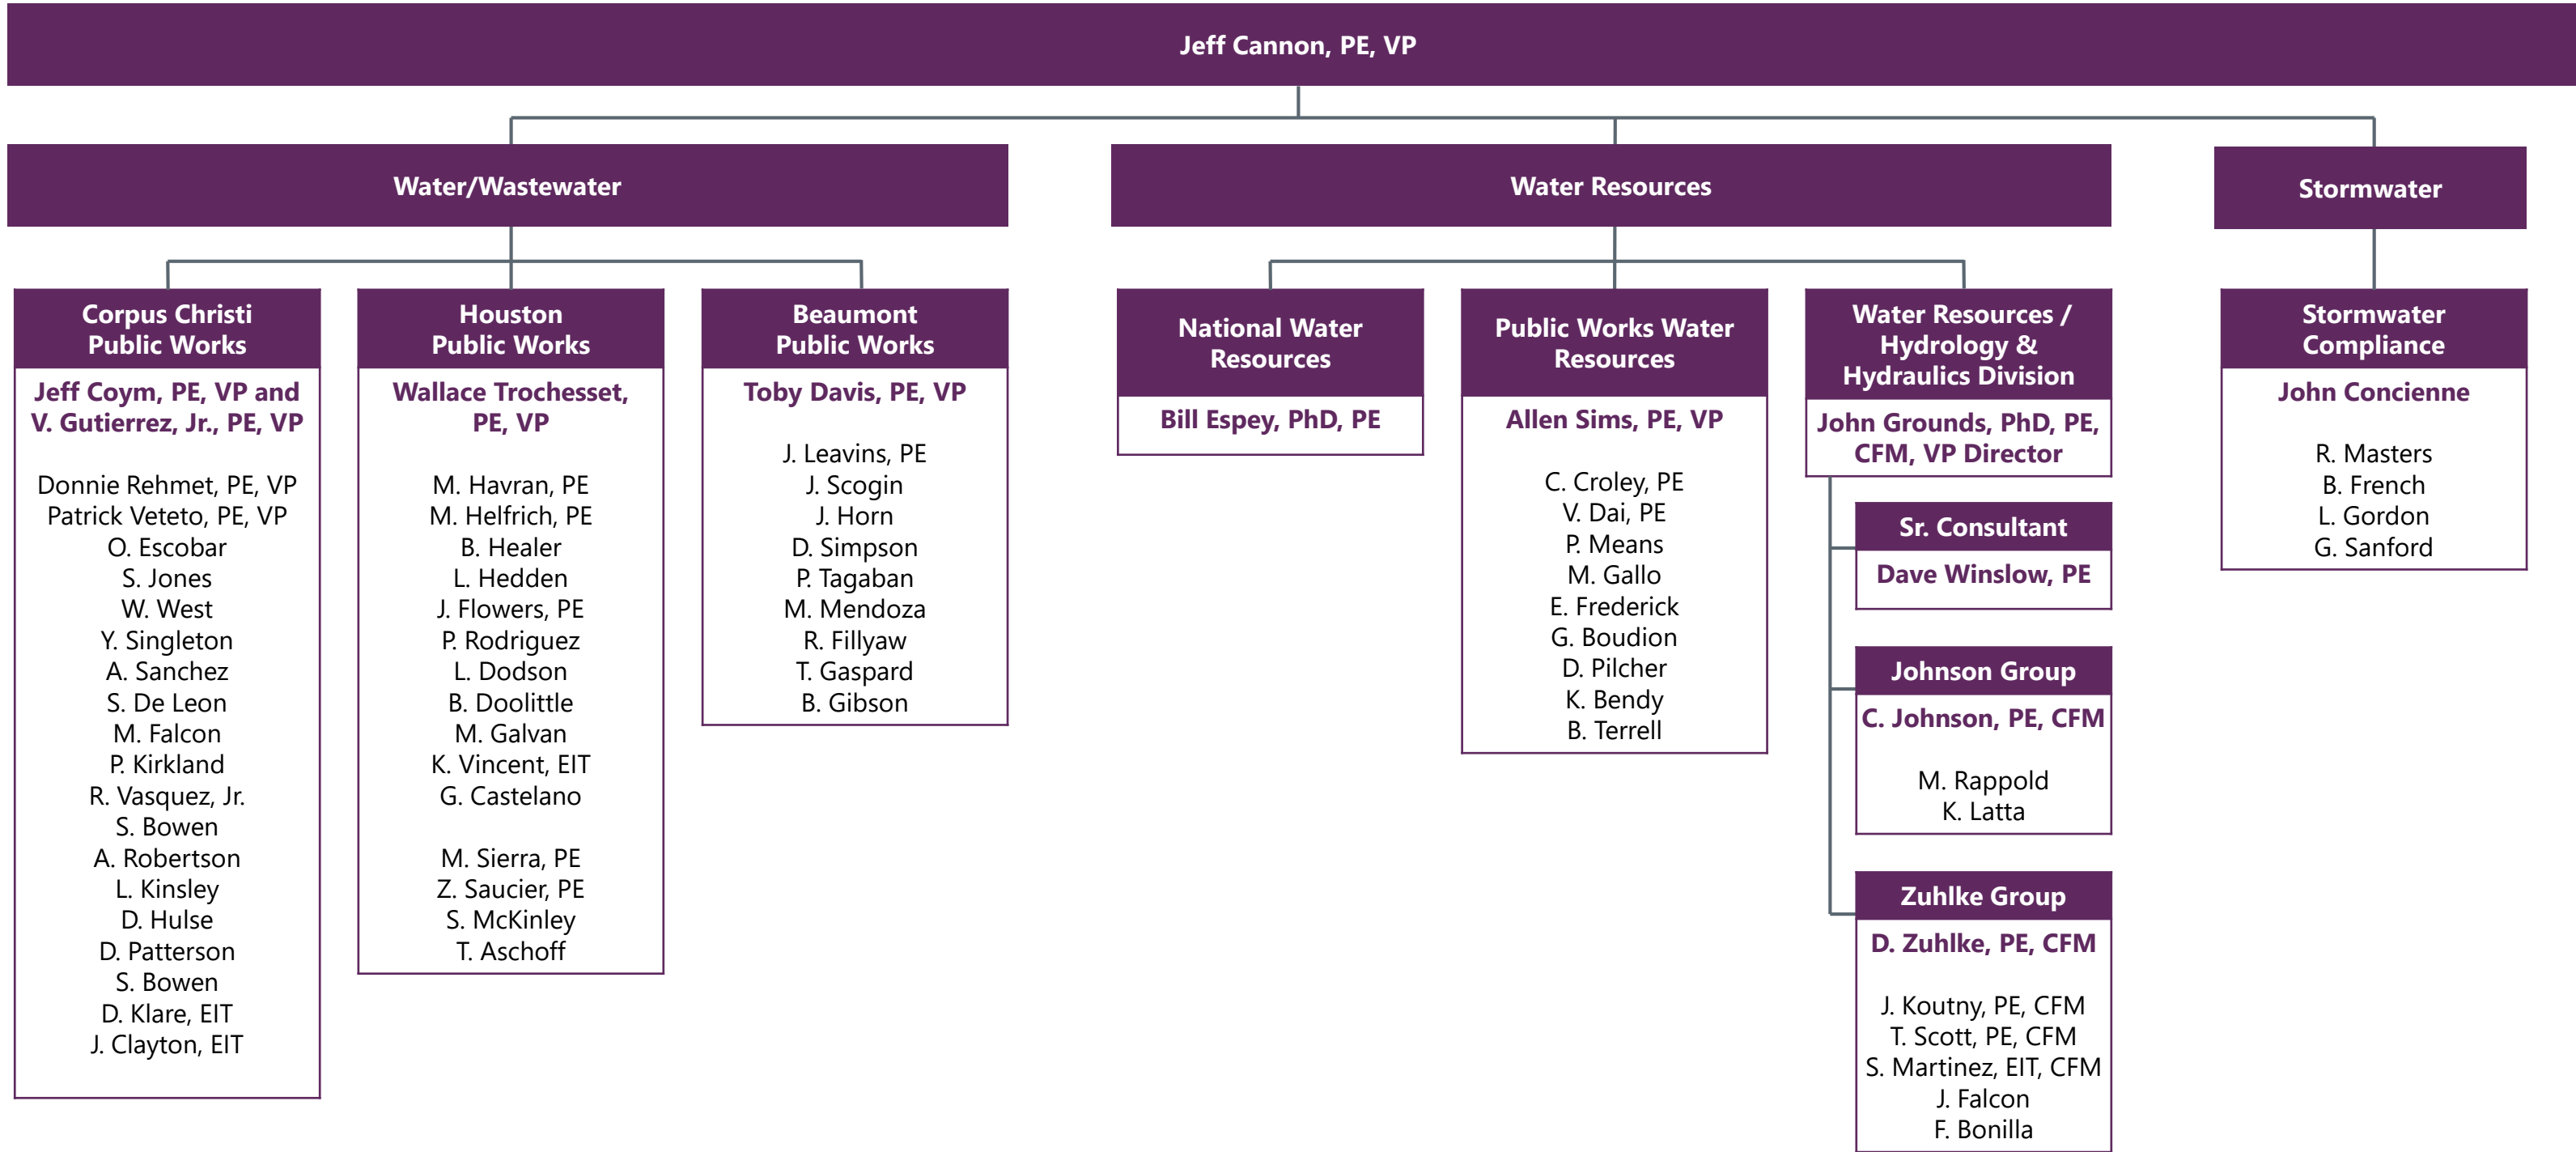 Jeff Cannon, PE, VP
Water/Wastewater
Water Resources
Stormwater
Corpus Christi
Public Works
Jeff Coym, PE, VP and
V. Gutierrez, Jr., PE, VP
Donnie Rehmet, PE, VP
Patrick Veteto, PE, VP
O. Escobar
S. Jones
W. West
Y. Singleton
A. Sanchez
S. De Leon
M. Falcon
P. Kirkland
R. Vasquez, Jr.
S. Bowen
A. Robertson
L. Kinsley
D. Hulse
D. Patterson
S. Bowen
D. Klare, EIT
J. Clayton, EIT
Houston
Public Works
Wallace Trochesset,
PE, VP
M. Havran, PE
M. Helfrich, PE
B. Healer
L. Hedden
J. Flowers, PE
P. Rodriguez
L. Dodson
B. Doolittle
M. Galvan
K. Vincent, EIT
G. Castelano
M. Sierra, PE
Z. Saucier, PE
S. McKinley
T. Aschoff
Beaumont
Public Works
Toby Davis, PE, VP
J. Leavins, PE
J. Scogin
J. Horn
D. Simpson
P. Tagaban
M. Mendoza
R. Fillyaw
T. Gaspard
B. Gibson
National Water
Resources
Bill Espey, PhD, PE
Public Works Water
Resources
Allen Sims, PE, VP
C. Croley, PE
V. Dai, PE
P. Means
M. Gallo
E. Frederick
G. Boudion
D. Pilcher
K. Bendy
B. Terrell
Water Resources /
Hydrology &
Hydraulics Division
John Grounds, PhD, PE,
CFM, VP Director
Sr. Consultant
Dave Winslow, PE
Johnson Group
C. Johnson, PE, CFM
M. Rappold
K. Latta
Zuhlke Group
D. Zuhlke, PE, CFM
J. Koutny, PE, CFM
T. Scott, PE, CFM
S. Martinez, EIT, CFM
J. Falcon
F. Bonilla
Stormwater
Compliance
John Concienne
R. Masters
B. French
L. Gordon
G. Sanford